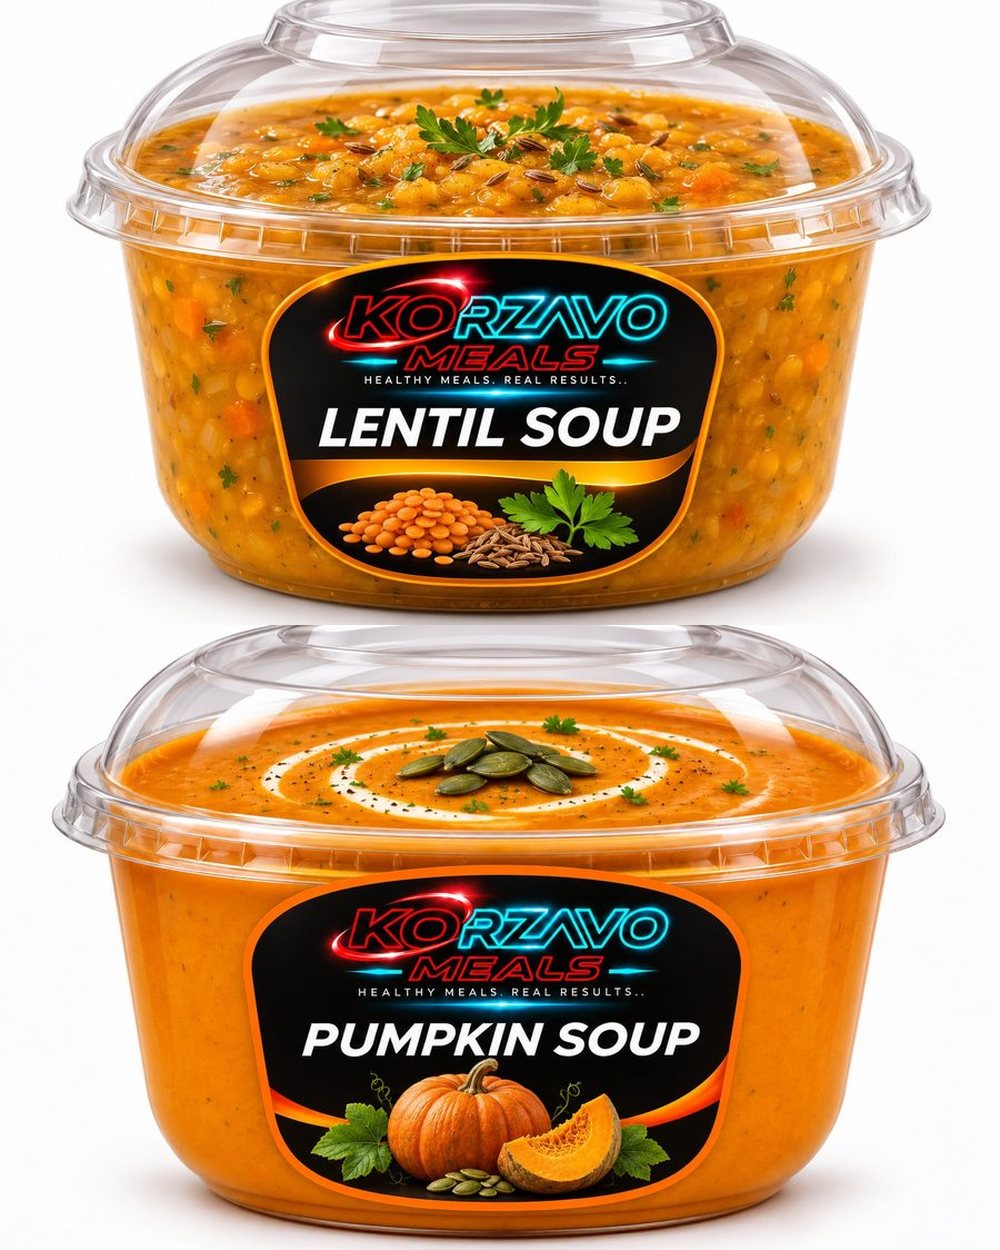 KORZAVO
MEALS
HEALTHY MEALS. REAL RESULTS..
LENTIL SOUP
KORZAVO
MEALS
HEALTHY MEALS. REAL RESULTS..
PUMPKIN SOUP